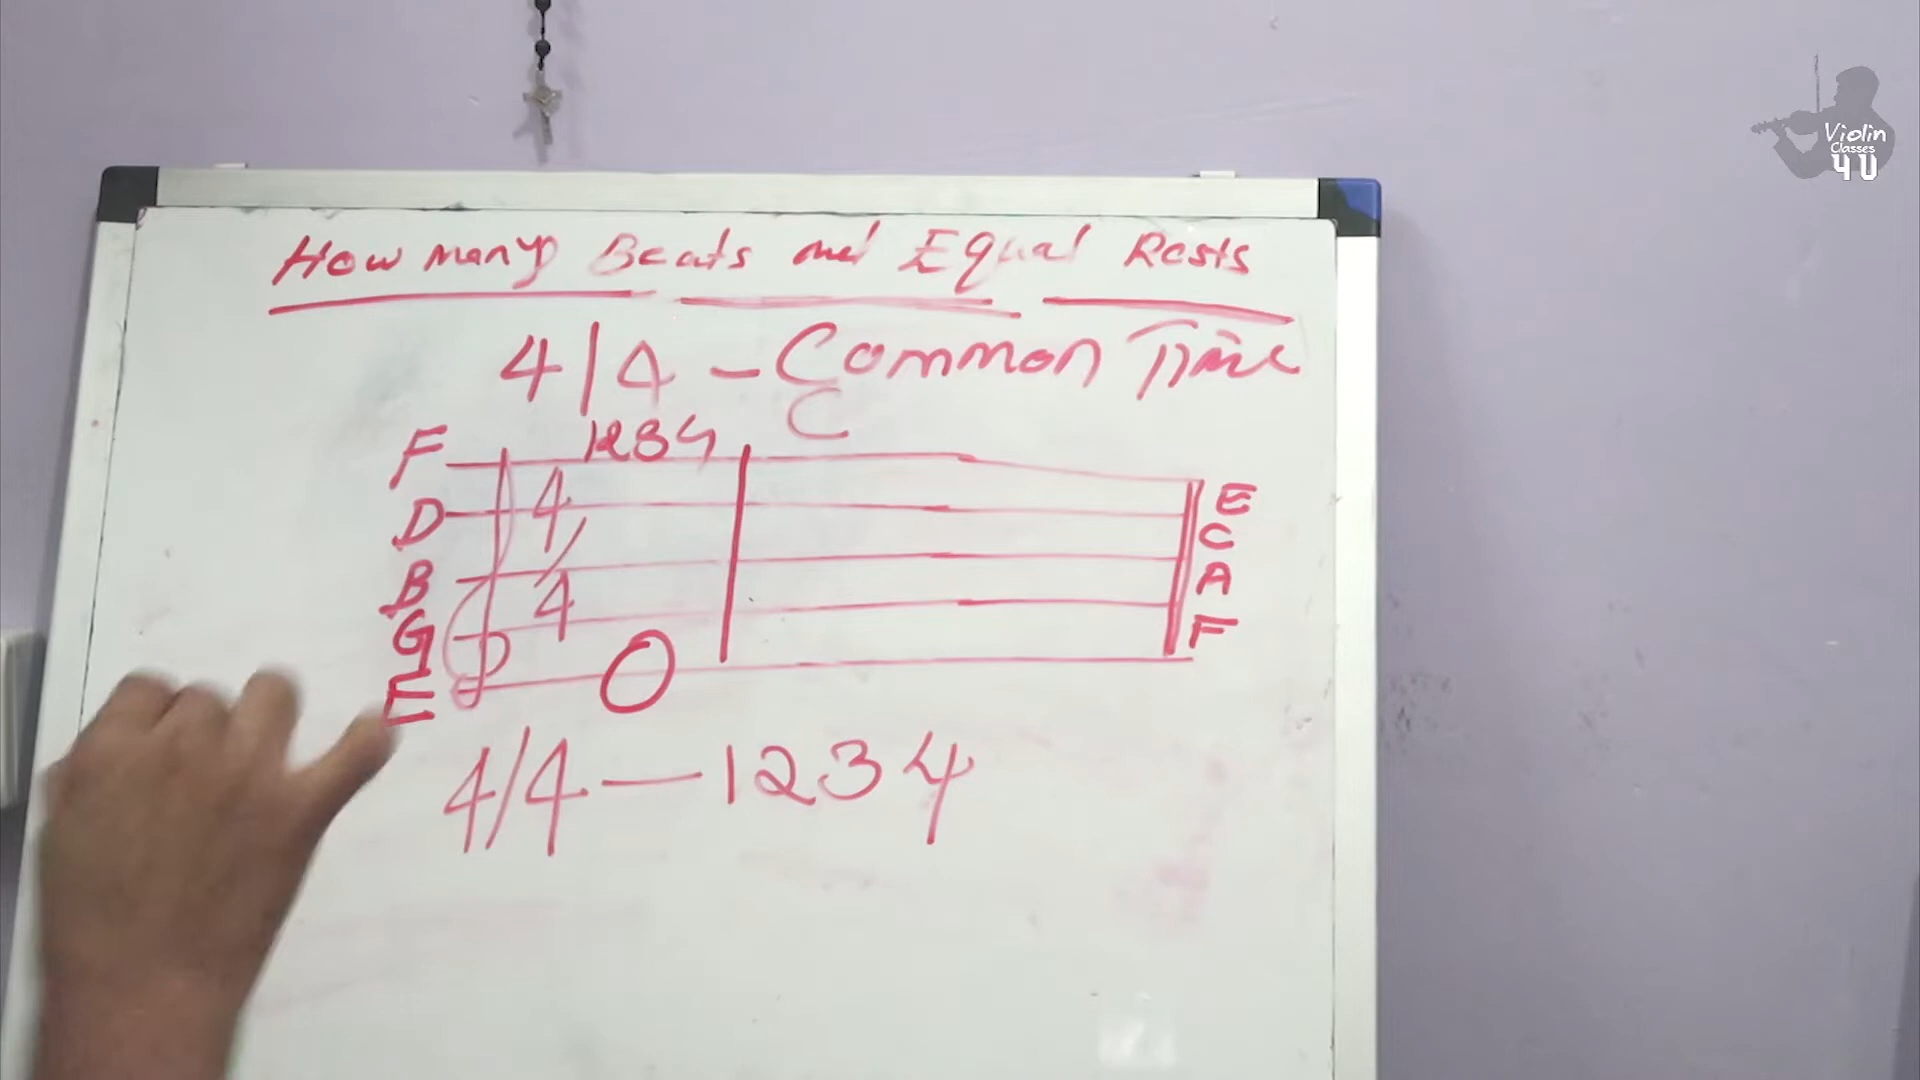 Violin
Classes
4 U
How many Beats and Equal Rests
4/4 - Common Time
C
1234
F
D
B
G
E
4/4
E
C
A
F
4/4 — 1234